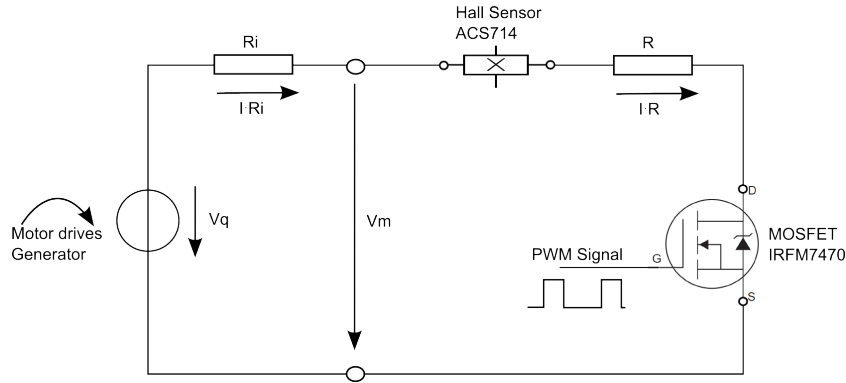 Hall Sensor
ACS714
Ri
R
I·Ri
I·R
D
Motor drives
Generator
Vq
Vm
MOSFET
IRFM7470
PWM Signal
G
S